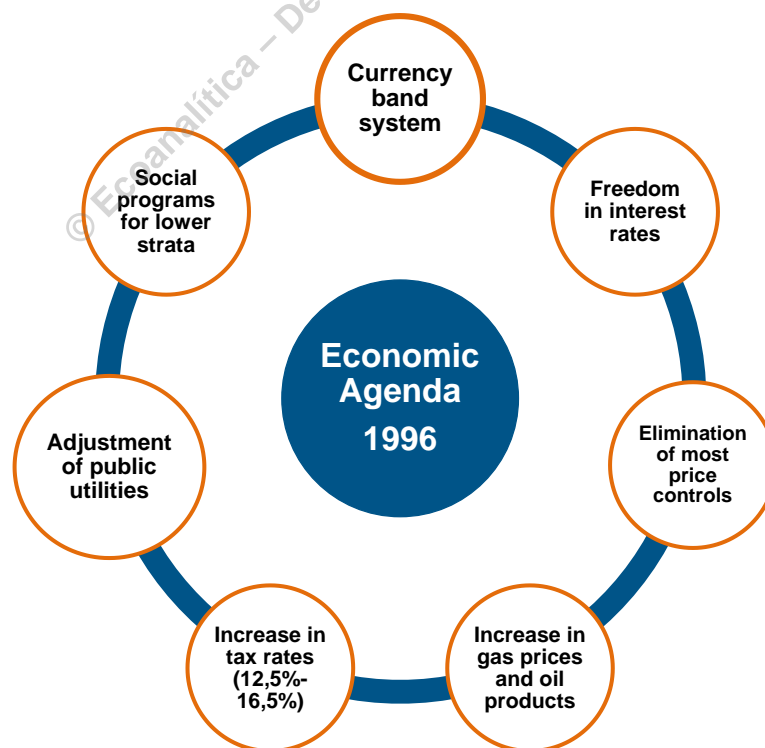 © Ecoanalítica – De
Currency
band
system
Freedom
in interest
rates
Elimination
of most
price
controls
Increase in
gas prices
and oil
products
Increase in
tax rates
(12,5%-
16,5%)
Adjustment
of public
utilities
Social
programs
for lower
strata
Economic
Agenda
1996